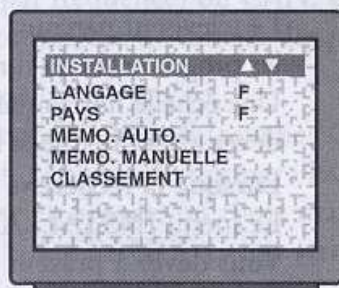 INSTALLATION ▲ ▼
LANGAGE F
PAYS F
MEMO. AUTO.
MEMO. MANUELLE
CLASSEMENT